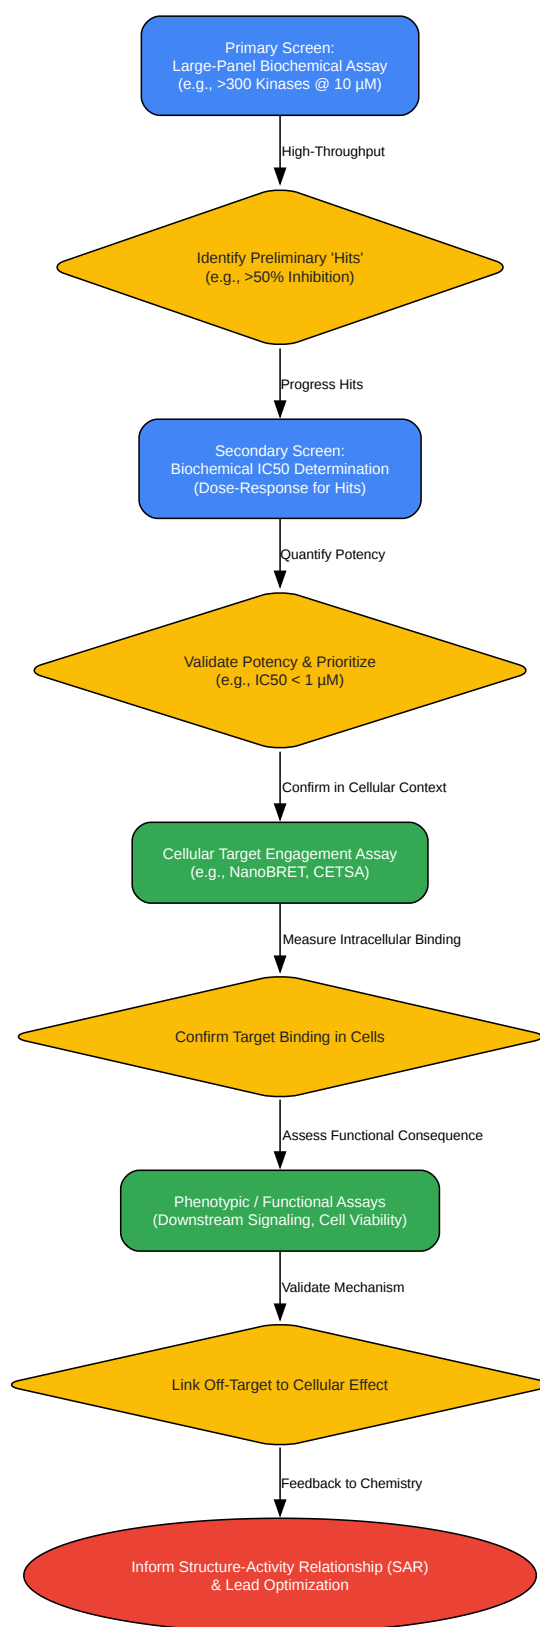 Primary Screen:
Large-Panel Biochemical Assay
(e.g., >300 Kinases @ 10 µM)
High-Throughput
Identify Preliminary 'Hits'
(e.g., >50% Inhibition)
Progress Hits
Secondary Screen:
Biochemical IC50 Determination
(Dose-Response for Hits)
Quantify Potency
Validate Potency & Prioritize
(e.g., IC50 < 1 µM)
Confirm in Cellular Context
Cellular Target Engagement Assay
(e.g., NanoBRET, CETSA)
Measure Intracellular Binding
Confirm Target Binding in Cells
Assess Functional Consequence
Phenotypic / Functional Assays
(Downstream Signaling, Cell Viability)
Validate Mechanism
Link Off-Target to Cellular Effect
Feedback to Chemistry
Inform Structure-Activity Relationship (SAR)
& Lead Optimization